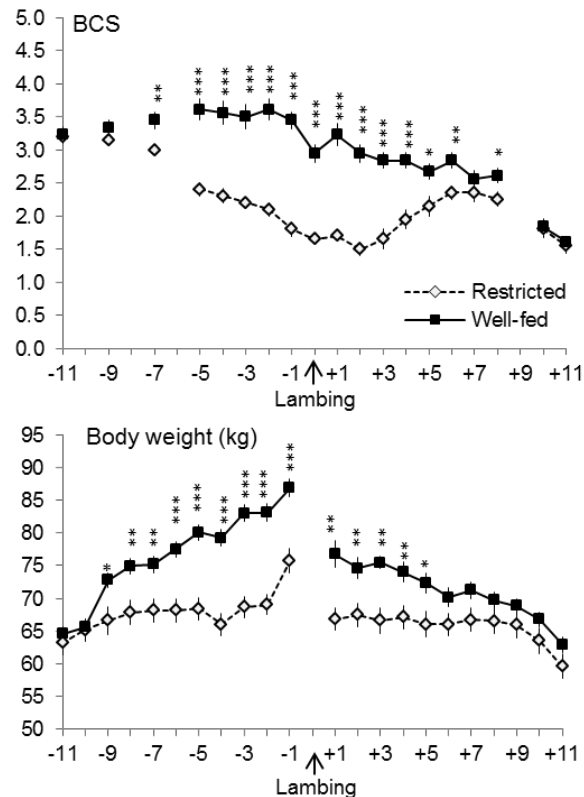 BCS
5.0
4.5
4.0
3.5
3.0
2.5
2.0
1.5
1.0
0.5
0.0
** *** *** *** *** *** *** *** *** *** *** * ** *
Restricted
Well-fed
-11 -9 -7 -5 -3 -1 +1 +3 +5 +7 +9 +11
Lambing
Body weight (kg)
95
90
85
80
75
70
65
60
55
50
* ** ** *** *** *** *** *** *** ** ** ** ** *
-11 -9 -7 -5 -3 -1 +1 +3 +5 +7 +9 +11
Lambing